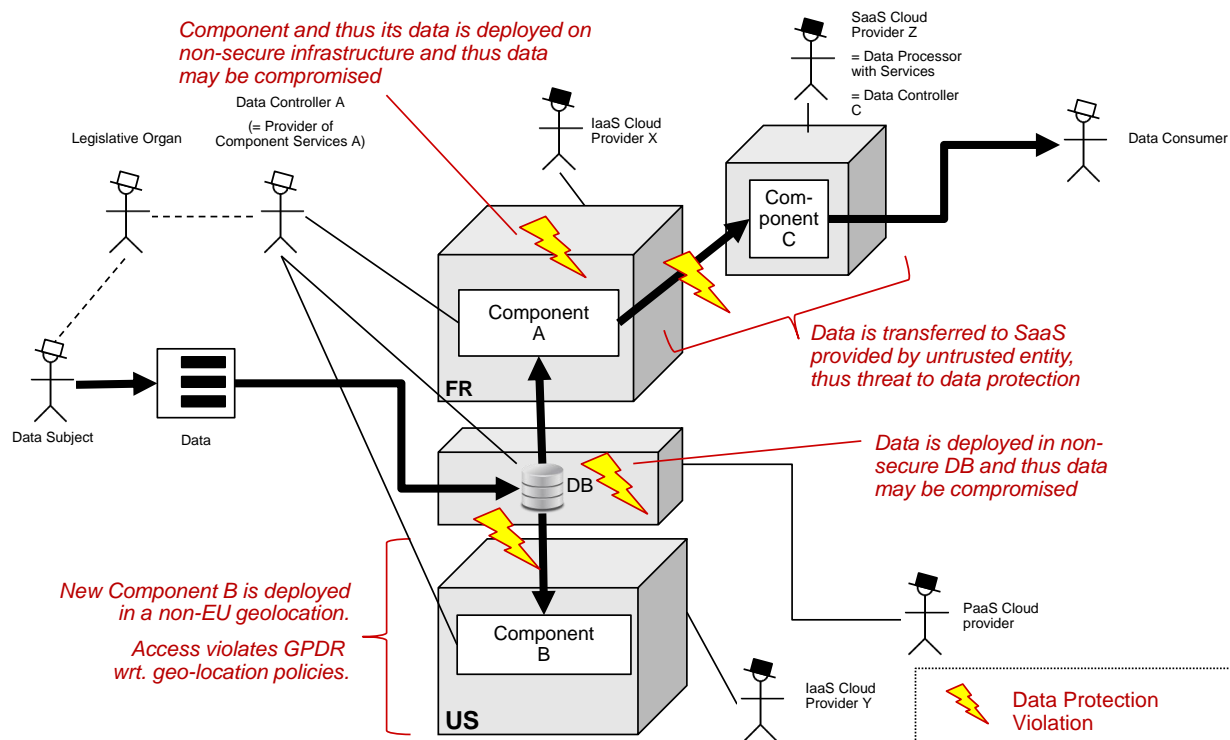 Component and thus its data is deployed on
non-secure infrastructure and thus data
may be compromised
SaaS Cloud
Provider Z
= Data Processor
with Services
= Data Controller
C
Data Controller A
(= Provider of
Component Services A)
Legislative Organ
IaaS Cloud
Provider X
Data Consumer
Com-
ponent
C
Component
A
FR
Data is transferred to SaaS
provided by untrusted entity,
thus threat to data protection
Data Subject
Data
DB
Data is deployed in non-
secure DB and thus data
may be compromised
New Component B is deployed
in a non-EU geolocation.
Access violates GPDR
wrt. geo-location policies.
Component
B
US
PaaS Cloud
provider
IaaS Cloud
Provider Y
Data Protection
Violation